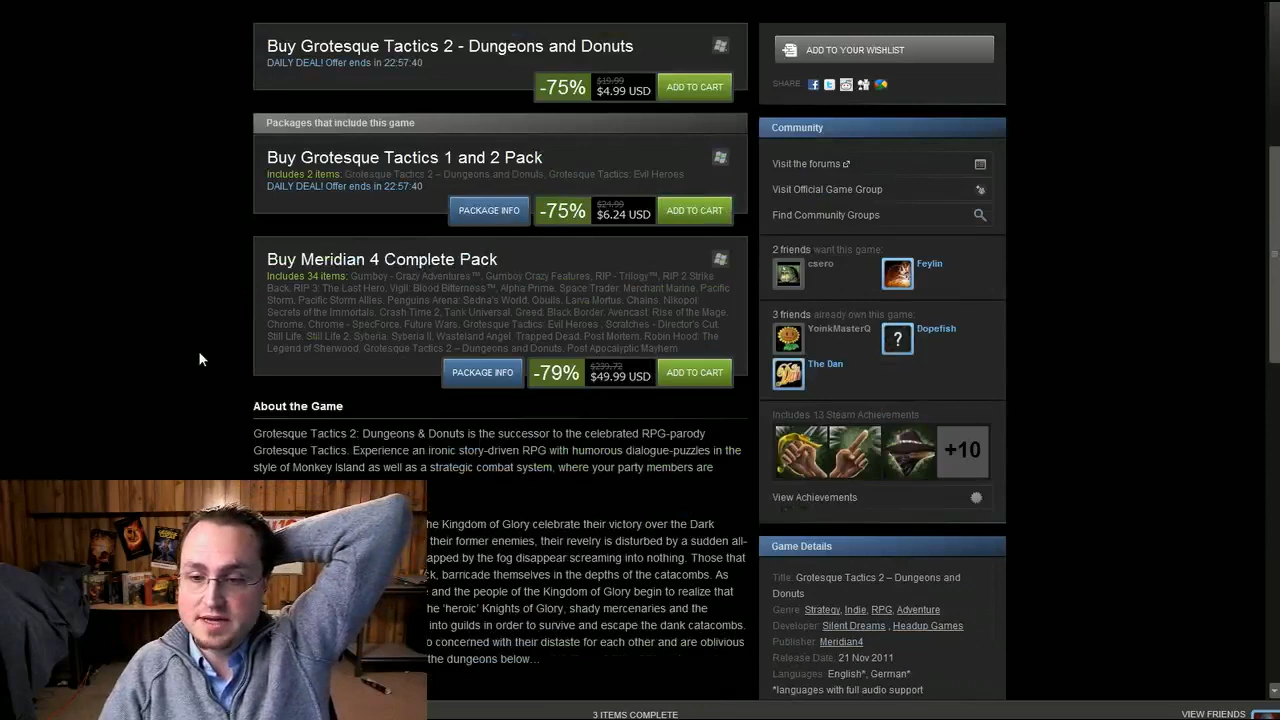 Buy Grotesque Tactics 2 - Dungeons and Donuts
DAILY DEAL! Offer ends in 22:57:40
-75%
$19.99
$4.99 USD
ADD TO CART
Packages that include this game
Buy Grotesque Tactics 1 and 2 Pack
Includes 2 items: Grotesque Tactics 2 – Dungeons and Donuts, Grotesque Tactics: Evil Heroes
DAILY DEAL! Offer ends in 22:57:40
PACKAGE INFO
-75%
$24.99
$6.24 USD
ADD TO CART
Buy Meridian 4 Complete Pack
Includes 34 items: Gumboy - Crazy Adventures™, Gumboy Crazy Features, RIP - Trilogy™, RIP 2 Strike
Back, RIP 3: The Last Hero, Vigil: Blood Bitterness™, Alpha Prime, Space Trader: Merchant Marine, Pacific
Storm, Pacific Storm Allies, Penguins Arena: Sedna's World, Obulis, Larva Mortus, Chains, Nikopol:
Secrets of the Immortals, Crash Time 2, Tank Universal, Greed: Black Border, Avencast: Rise of the Mage,
Chrome, Chrome - SpecForce, Future Wars, Grotesque Tactics: Evil Heroes , Scratches - Director's Cut,
Still Life, Still Life 2, Syberia, Syberia II, Wasteland Angel, Trapped Dead, Post Mortem, Robin Hood: The
Legend of Sherwood, Grotesque Tactics 2 – Dungeons and Donuts, Post Apocalyptic Mayhem
PACKAGE INFO
-79%
$239.72
$49.99 USD
ADD TO CART
About the Game
Grotesque Tactics 2: Dungeons & Donuts is the successor to the celebrated RPG-parody
Grotesque Tactics. Experience an ironic story-driven RPG with humorous dialogue-puzzles in the
style of Monkey Island as well as a strategic combat system, where your party members are
he Kingdom of Glory celebrate their victory over the Dark
their former enemies, their revelry is disturbed by a sudden all-
apped by the fog disappear screaming into nothing. Those that
ck, barricade themselves in the depths of the catacombs. As
and the people of the Kingdom of Glory begin to realize that
he 'heroic' Knights of Glory, shady mercenaries and the
into guilds in order to survive and escape the dank catacombs.
o concerned with their distaste for each other and are oblivious
the dungeons below...
ADD TO YOUR WISHLIST
SHARE
Community
Visit the forums
Visit Official Game Group
Find Community Groups
2 friends want this game:
csero
Feylin
3 friends already own this game:
YoinkMasterQ
Dopefish
?
The Dan
Includes 13 Steam Achievements
+10
View Achievements
Game Details
Title: Grotesque Tactics 2 – Dungeons and
Donuts
Genre: Strategy, Indie, RPG, Adventure
Developer: Silent Dreams , Headup Games
Publisher: Meridian4
Release Date: 21 Nov 2011
Languages: English*, German*
*languages with full audio support
3 ITEMS COMPLETE
VIEW FRIENDS